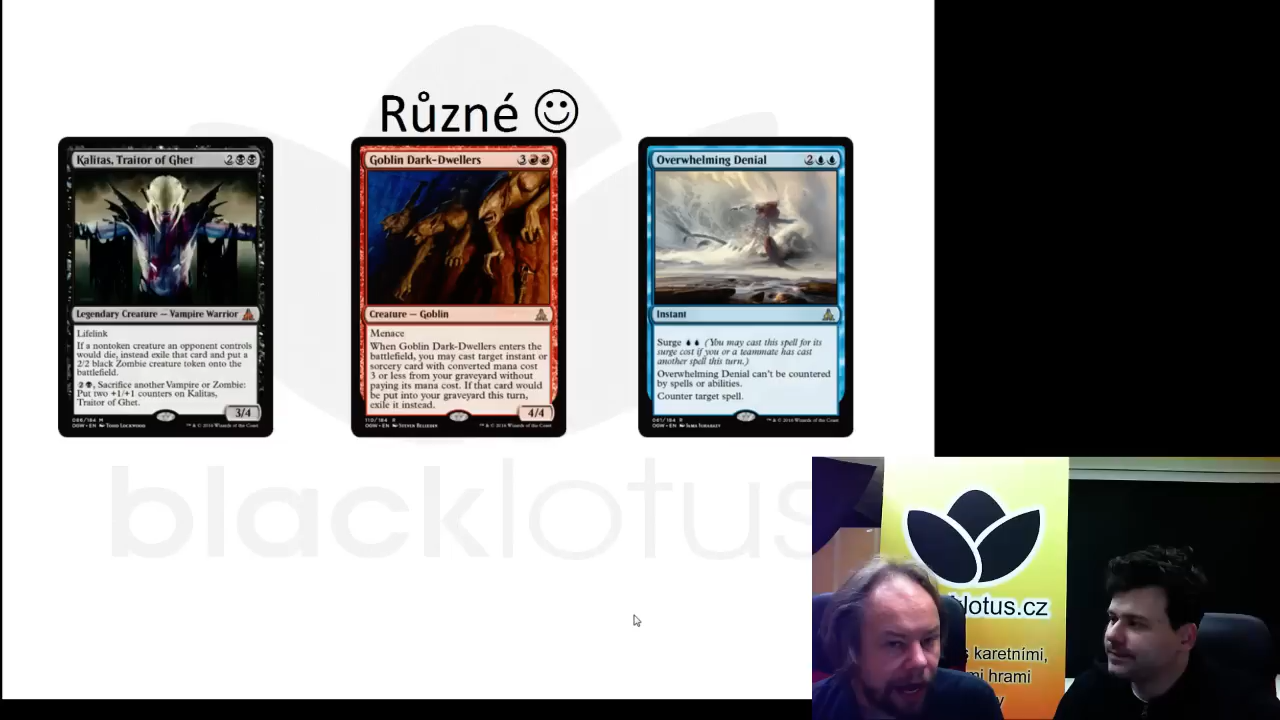 Různé
Kalitas, Traitor of Ghet
2
Legendary Creature — Vampire Warrior
Lifelink
If a nontoken creature an opponent controls
would die, instead exile that card and put a
2/2 black Zombie creature token onto the
battlefield.
2 , Sacrifice another Vampire or Zombie:
Put two +1/+1 counters on Kalitas,
Traitor of Ghet.
3/4
Goblin Dark-Dwellers
3
Creature — Goblin
Menace
When Goblin Dark-Dwellers enters the
battlefield, you may cast target instant or
sorcery card with converted mana cost
3 or less from your graveyard without
paying its mana cost. If that card would
be put into your graveyard this turn,
exile it instead.
4/4
Overwhelming Denial
2
Instant
Surge (You may cast this spell for its
surge cost if you or a teammate has cast
another spell this turn.)
Overwhelming Denial can't be countered
by spells or abilities.
Counter target spell.
blacklotus
klotus.cz
s karetními,
mi hrami
y